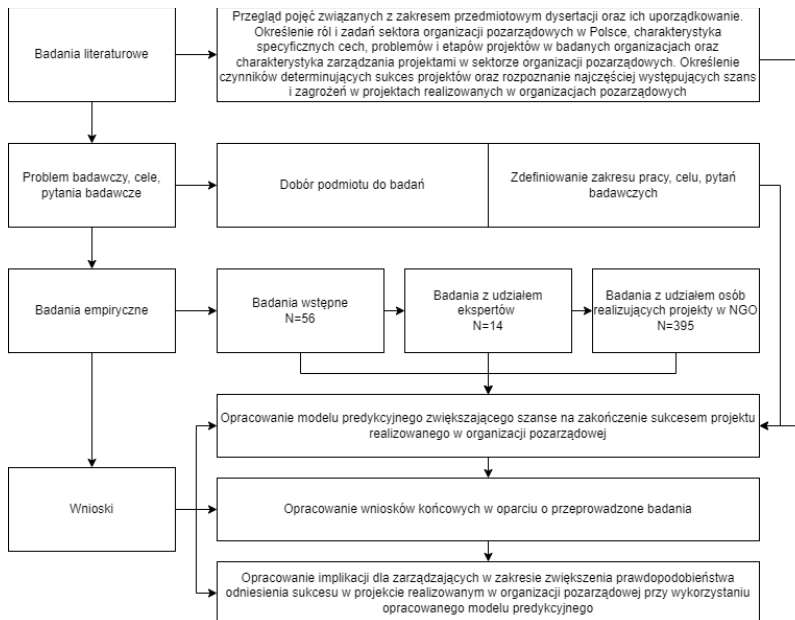 Badania literaturowe
Przegląd pojęć związanych z zakresem przedmiotowym dysertacji oraz ich uporządkowanie.
Określenie ról i zadań sektora organizacji pozarządowych w Polsce, charakterystyka
specyficznych cech, problemów i etapów projektów w badanych organizacjach oraz
charakterystyka zarządzania projektami w sektorze organizacji pozarządowych. Określenie
czynników determinujących sukces projektów oraz rozpoznanie najczęściej występujących szans
i zagrożeń w projektach realizowanych w organizacjach pozarządowych
Problem badawczy, cele,
pytania badawcze
Dobór podmiotu do badań
Zdefiniowanie zakresu pracy, celu, pytań
badawczych
Badania empiryczne
Badania wstępne
N=56
Badania z udziałem
ekspertów
N=14
Badania z udziałem osób
realizujących projekty w NGO
N=395
Opracowanie modelu predykcyjnego zwiększającego szanse na zakończenie sukcesem projektu
realizowanego w organizacji pozarządowej
Wnioski
Opracowanie wniosków końcowych w oparciu o przeprowadzone badania
Opracowanie implikacji dla zarządzających w zakresie zwiększenia prawdopodobieństwa
odniesienia sukcesu w projekcie realizowanym w organizacji pozarządowej przy wykorzystaniu
opracowanego modelu predykcyjnego